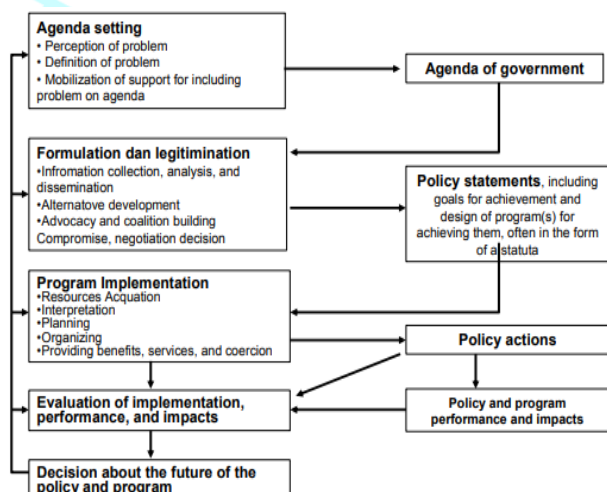 Agenda setting
• Perception of problem
• Definition of problem
• Mobilization of support for including
problem on agenda
Agenda of government
Formulation dan legitimination
•Infromation collection, analysis, and
dissemination
•Alternatove development
•Advocacy and coalition building
Compromise, negotiation decision
Policy statements, including
goals for achievement and
design of program(s) for
achieving them, often in the form
of a statuta
Program Implementation
•Resources Acquation
•Interpretation
•Planning
•Organizing
•Providing benefits, services, and coercion
Policy actions
Evaluation of implementation,
performance, and impacts
Policy and program
performance and impacts
Decision about the future of the
policy and program